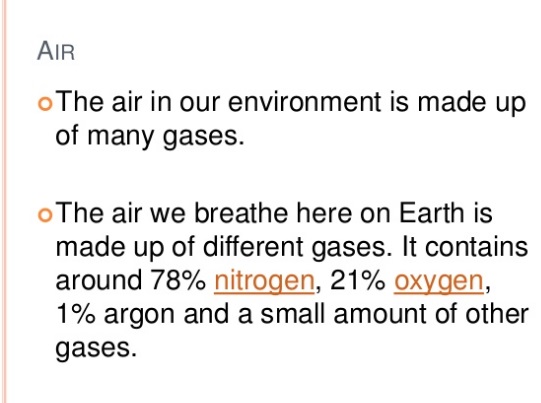 AIR
The air in our environment is made up
of many gases.
The air we breathe here on Earth is
made up of different gases. It contains
around 78% nitrogen, 21% oxygen,
1% argon and a small amount of other
gases.